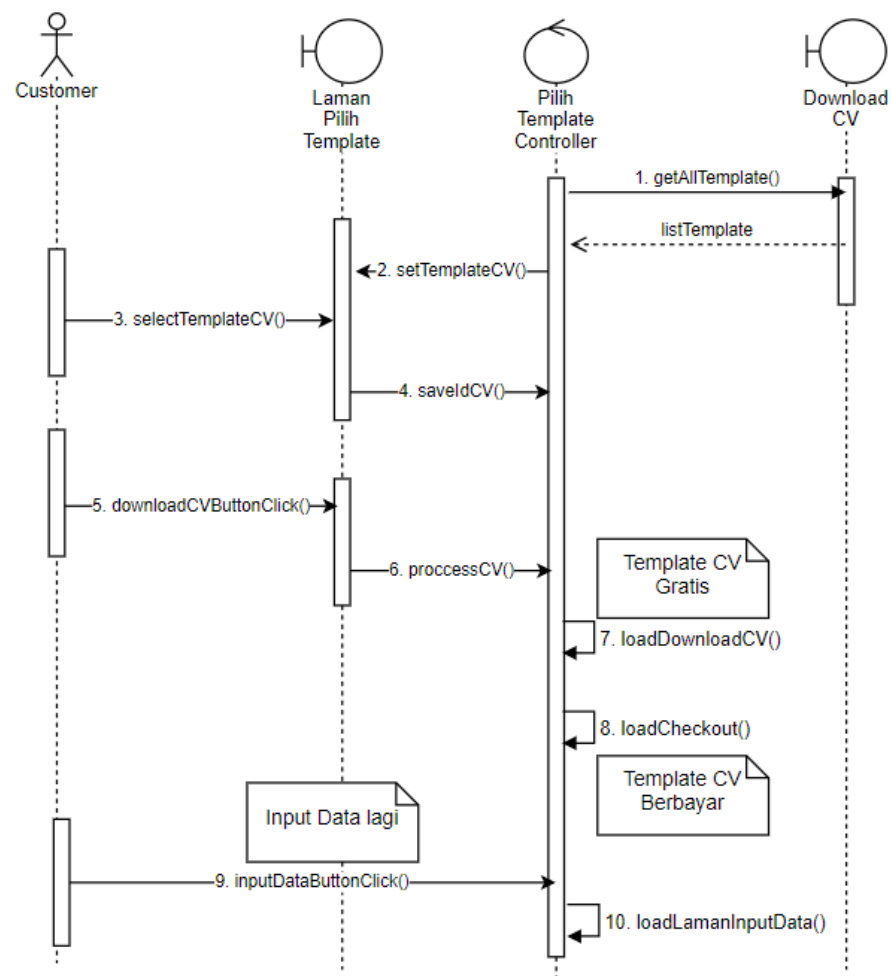 Customer
Laman
Pilih
Template
Pilih
Template
Controller
Download
CV
1. getAllTemplate()
listTemplate
2. setTemplateCV()
3. selectTemplateCV()
4. saveIdCV()
5. downloadCVButtonClick()
6. proccessCV()
Template CV
Gratis
7. loadDownloadCV()
8. loadCheckout()
Template CV
Berbayar
Input Data lagi
9. inputDataButtonClick()
10. loadLamanInputData()